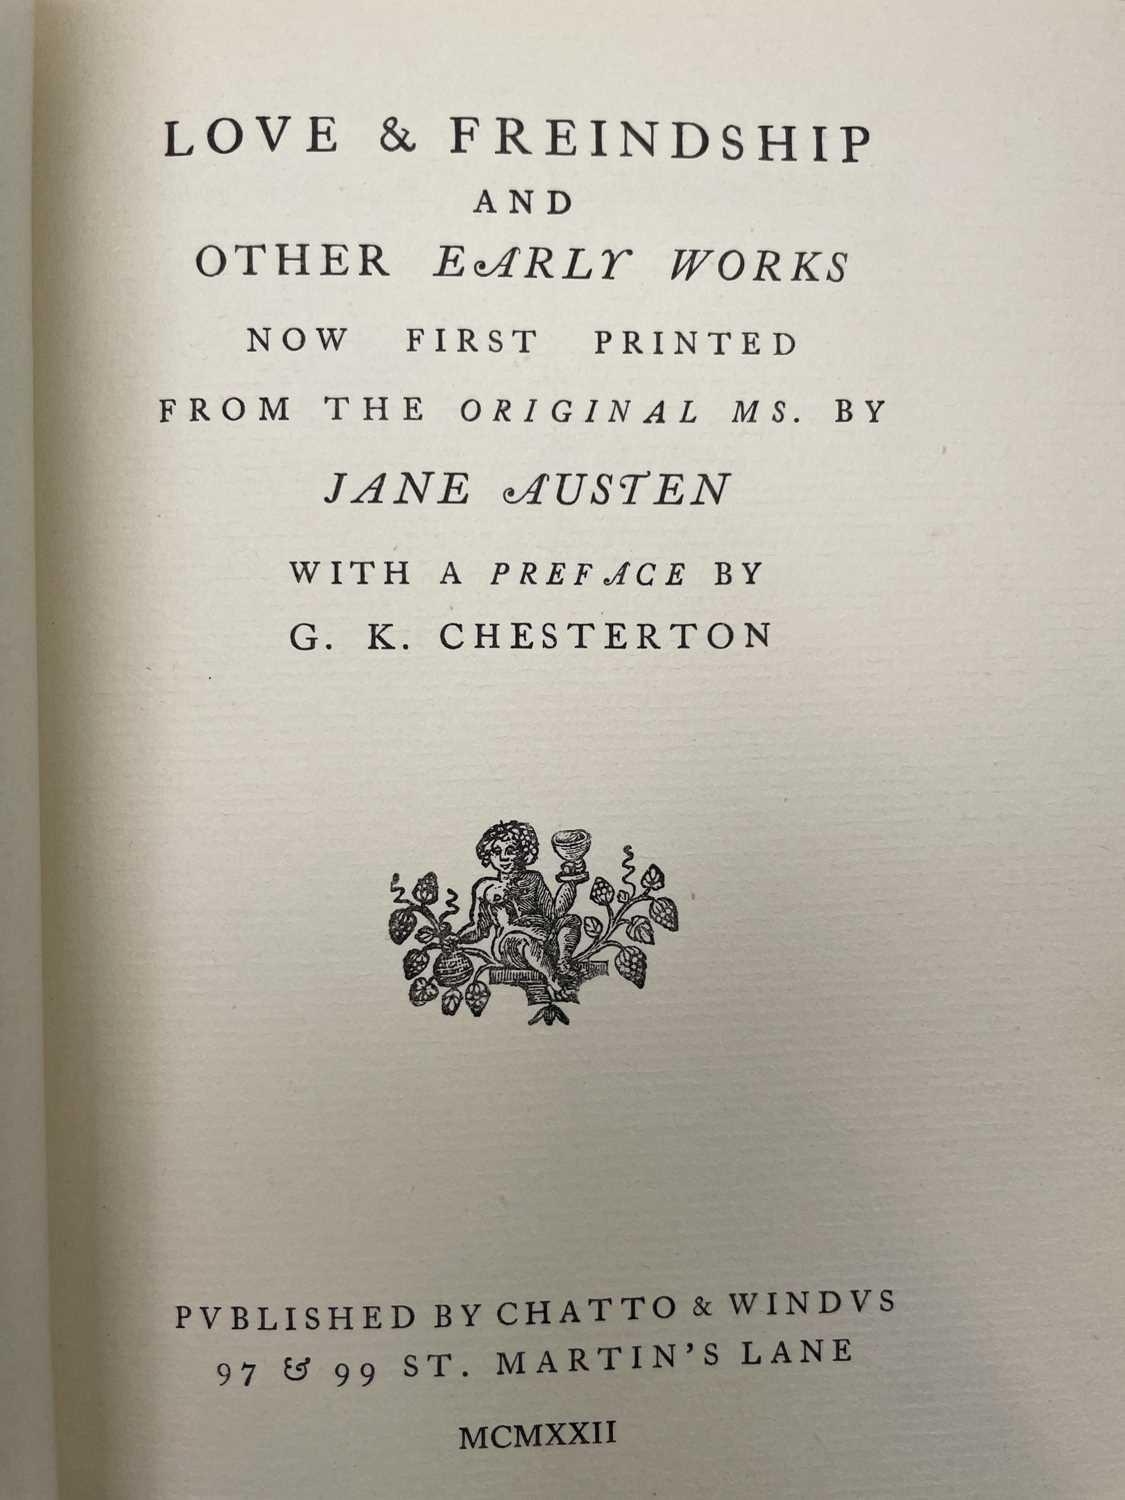 LOVE & FREINDSHIP
AND
OTHER EARLY WORKS
NOW FIRST PRINTED
FROM THE ORIGINAL MS. BY
JANE AUSTEN
WITH A PREFACE BY
G. K. CHESTERTON
PVBLISHED BY CHATTO & WINDVS
97 & 99 ST. MARTIN'S LANE
MCMXXII